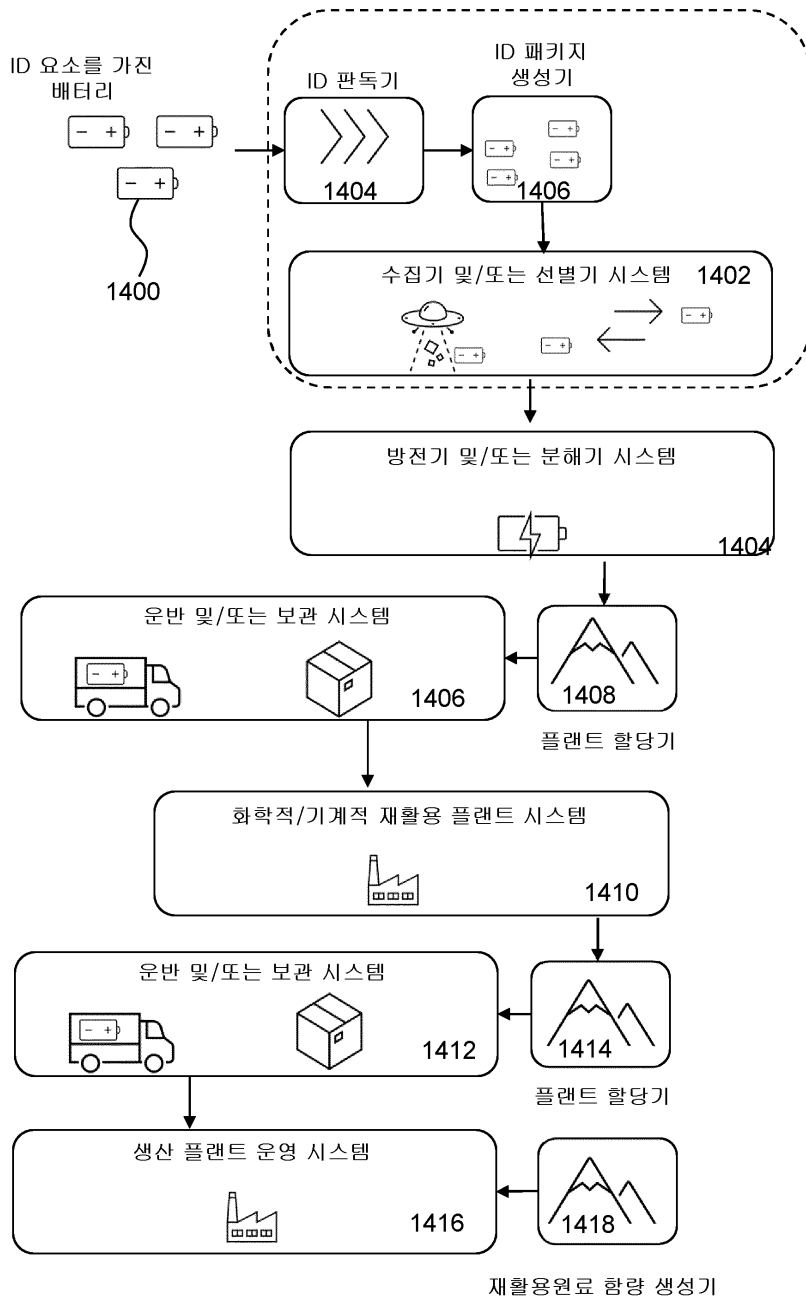 ID 요소를 가진
배터리
1400
ID 판독기
1404
ID 패키지
생성기
1406
수집기 및/또는 선별기 시스템 1402
방전기 및/또는 분해기 시스템
1404
운반 및/또는 보관 시스템
1406
1408
플랜트 할당기
화학적/기계적 재활용 플랜트 시스템
1410
운반 및/또는 보관 시스템
1412
1414
플랜트 할당기
생산 플랜트 운영 시스템
1416
1418
재활용원료 함량 생성기